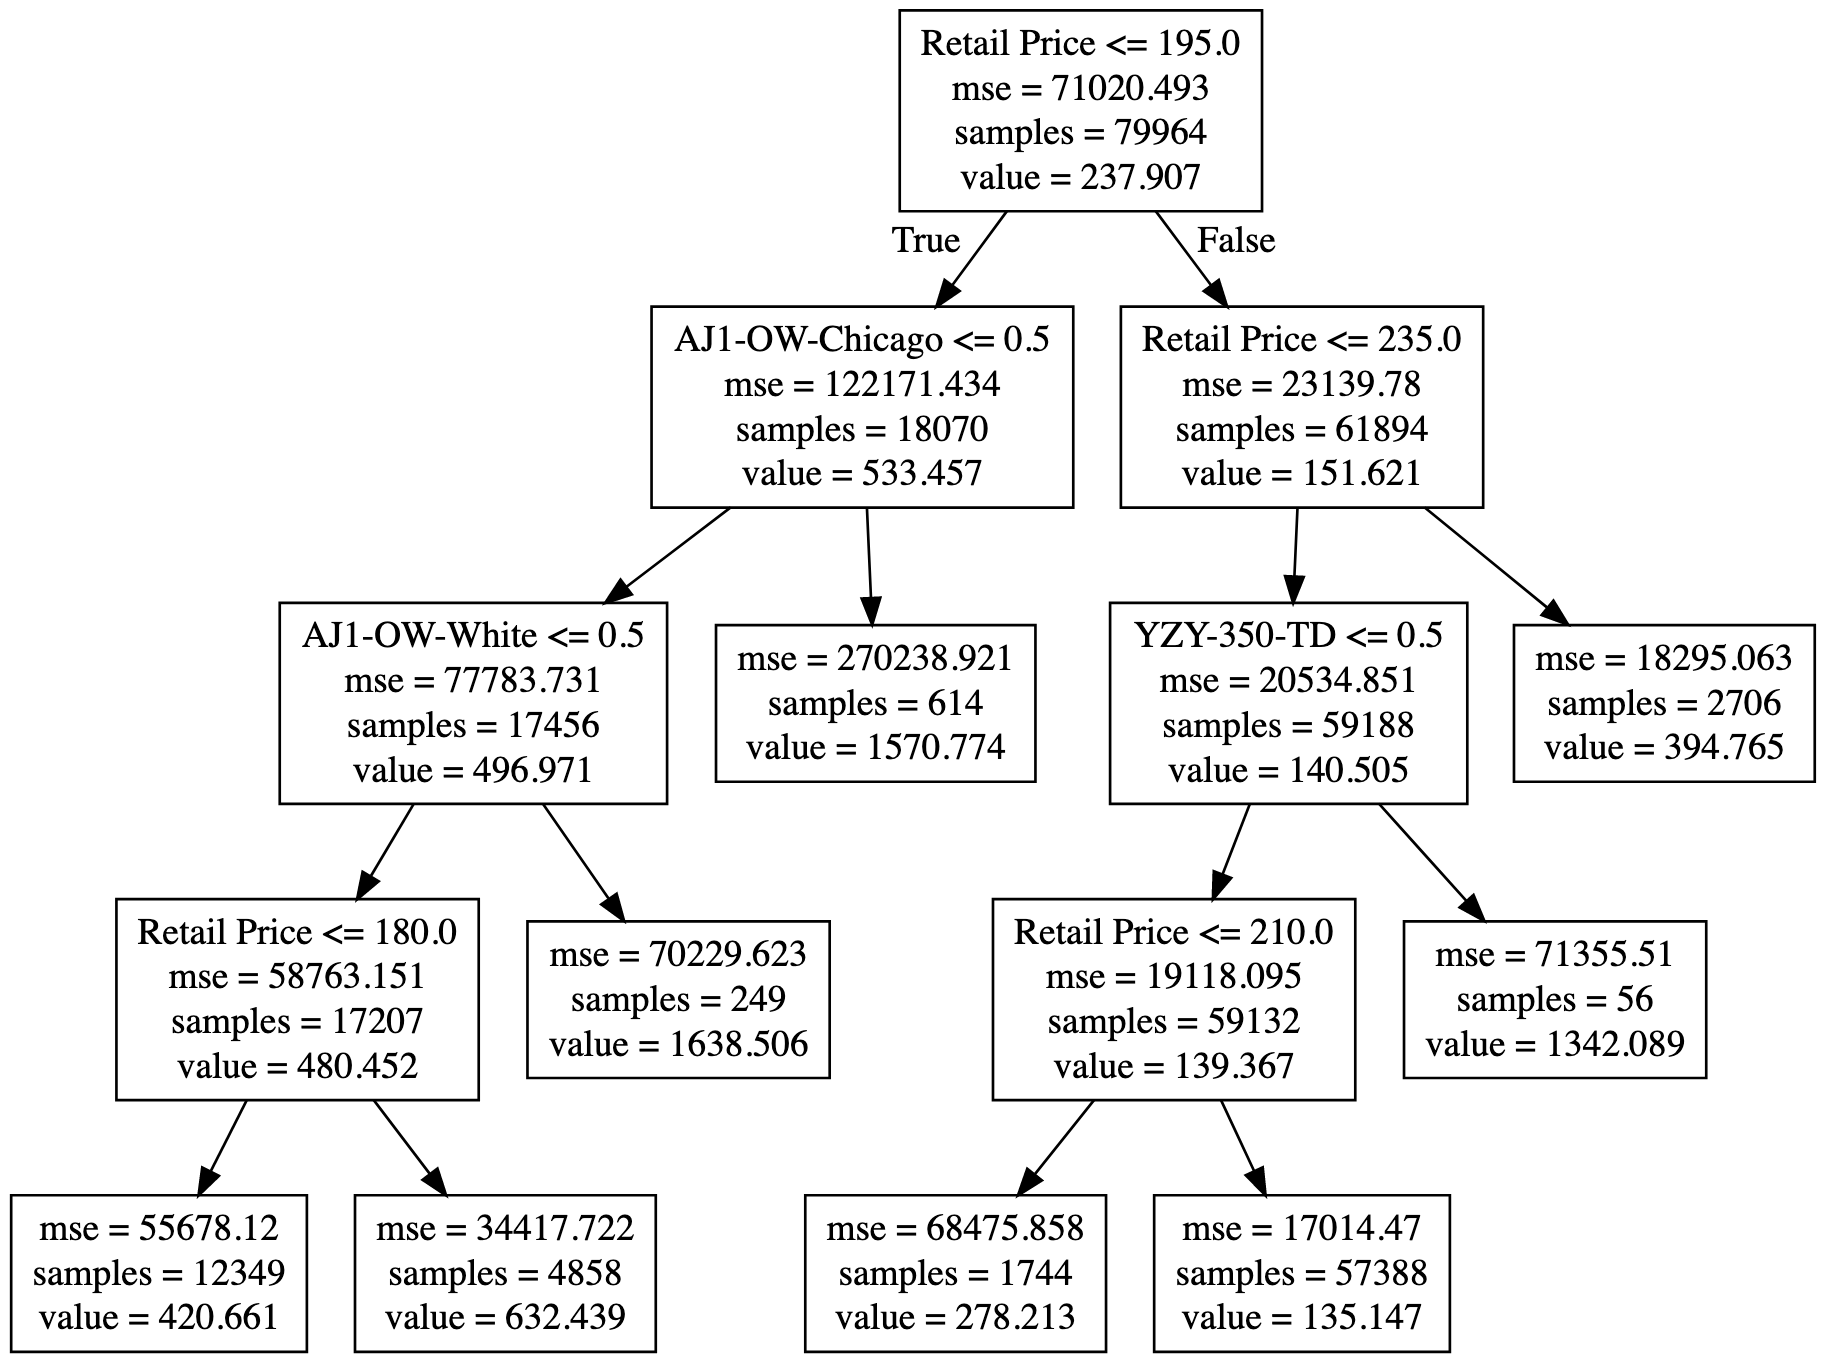 Retail Price <= 195.0
mse = 71020.493
samples = 79964
value = 237.907
True
False
AJ1-OW-Chicago <= 0.5
mse = 122171.434
samples = 18070
value = 533.457
Retail Price <= 235.0
mse = 23139.78
samples = 61894
value = 151.621
AJ1-OW-White <= 0.5
mse = 77783.731
samples = 17456
value = 496.971
mse = 270238.921
samples = 614
value = 1570.774
YZY-350-TD <= 0.5
mse = 20534.851
samples = 59188
value = 140.505
mse = 18295.063
samples = 2706
value = 394.765
Retail Price <= 180.0
mse = 58763.151
samples = 17207
value = 480.452
mse = 70229.623
samples = 249
value = 1638.506
Retail Price <= 210.0
mse = 19118.095
samples = 59132
value = 139.367
mse = 71355.51
samples = 56
value = 1342.089
mse = 55678.12
samples = 12349
value = 420.661
mse = 34417.722
samples = 4858
value = 632.439
mse = 68475.858
samples = 1744
value = 278.213
mse = 17014.47
samples = 57388
value = 135.147